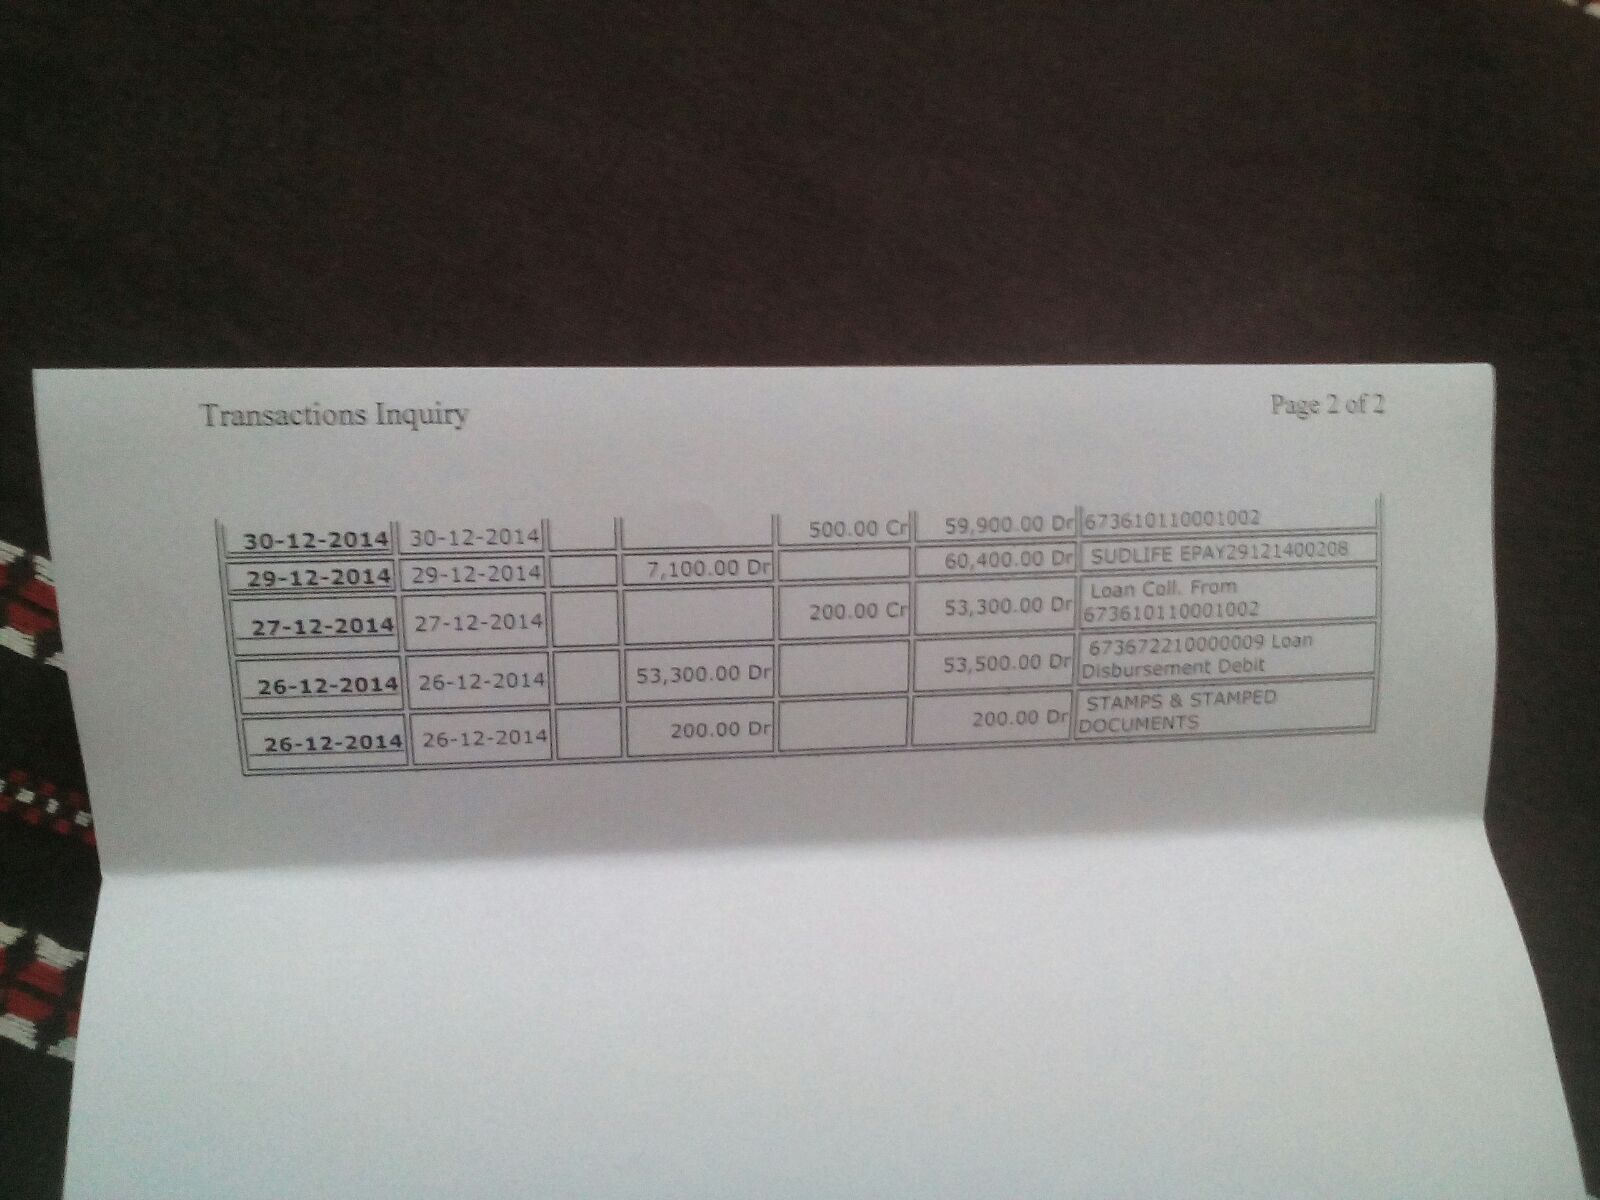 Transactions Inquiry Page 2 of 2
30-12-2014 30-12-2014 500.00 Cr 59,900.00 Dr 673610110001002
29-12-2014 29-12-2014 7,100.00 Dr 60,400.00 Dr SUDLIFE EPAY29121400208
27-12-2014 27-12-2014 200.00 Cr 53,300.00 Dr Loan Coll. From
673610110001002
26-12-2014 26-12-2014 53,300.00 Dr 53,500.00 Dr 673672210000009 Loan
Disbursement Debit
26-12-2014 26-12-2014 200.00 Dr 200.00 Dr STAMPS & STAMPED
DOCUMENTS